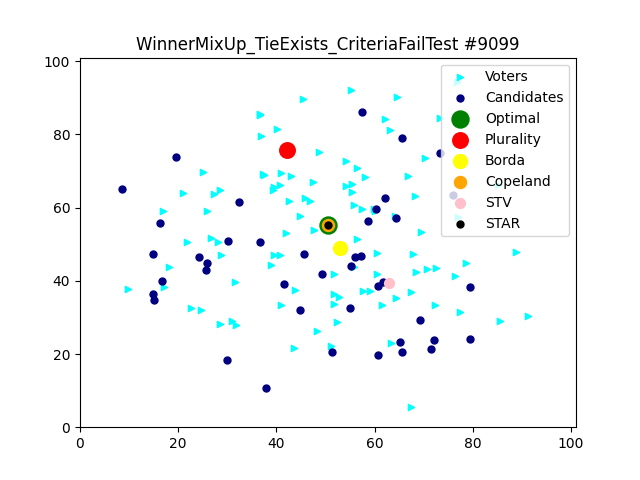 WinnerMixUp_TieExists_CriteriaFailTest #9099
100
80
60
40
20
0
0 20 40 60 80 100
Voters
Candidates
Optimal
Plurality
Borda
Copeland
STV
STAR